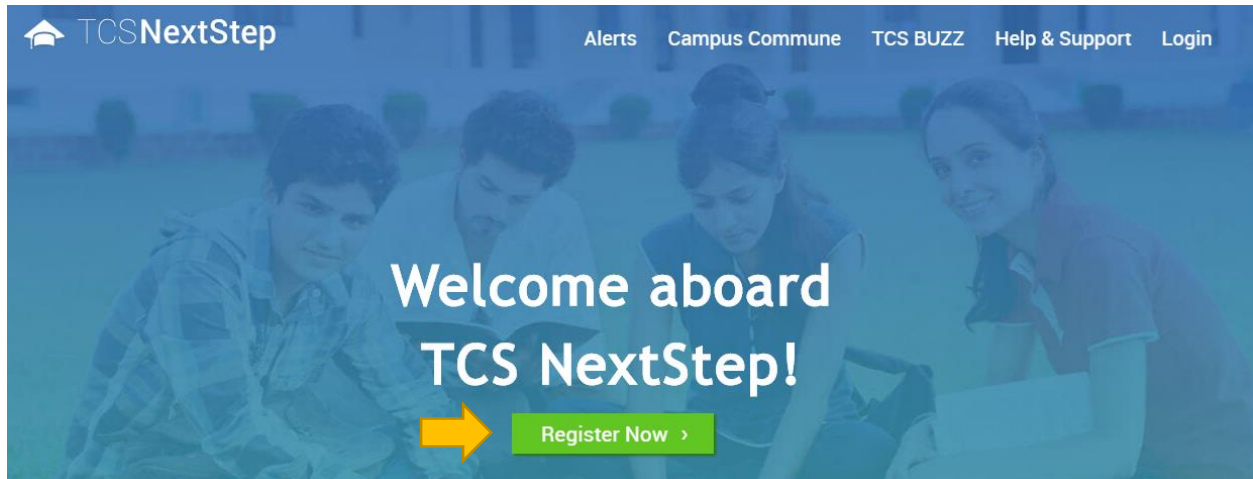 TCSNextStep
Alerts Campus Commune TCS BUZZ Help & Support Login
Welcome aboard
TCS NextStep!
Register Now ›